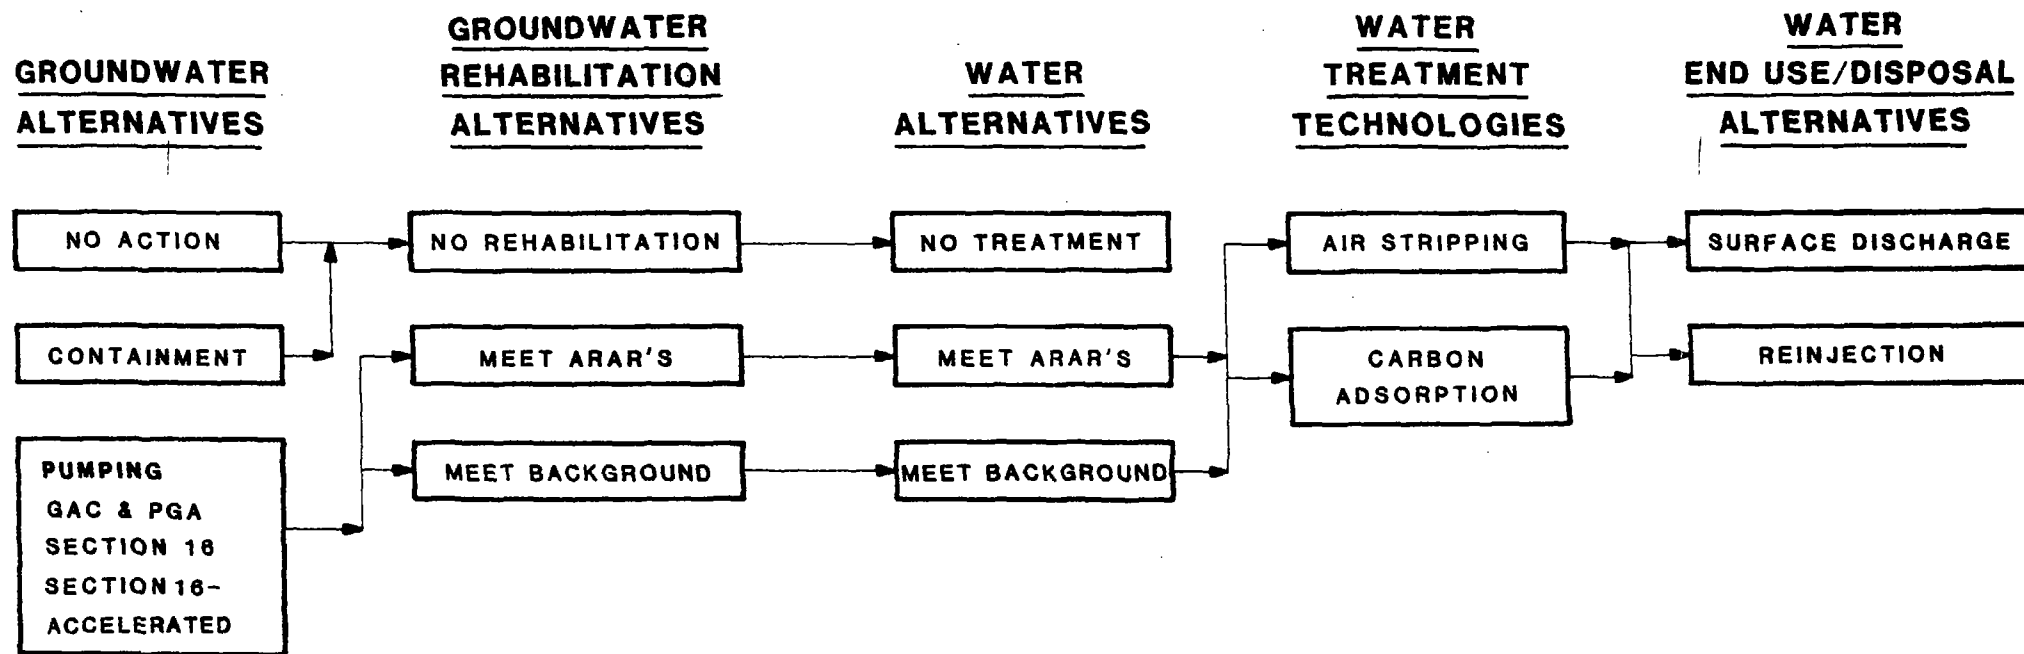 GROUNDWATER
ALTERNATIVES
GROUNDWATER
REHABILITATION
ALTERNATIVES
WATER
ALTERNATIVES
WATER
TREATMENT
TECHNOLOGIES
WATER
END USE/DISPOSAL
ALTERNATIVES
NO ACTION
NO REHABILITATION
NO TREATMENT
AIR STRIPPING
SURFACE DISCHARGE
CONTAINMENT
MEET ARAR'S
MEET ARAR'S
CARBON
ADSORPTION
REINJECTION
PUMPING
GAC & PGA
SECTION 16
SECTION 16-
ACCELERATED
MEET BACKGROUND
MEET BACKGROUND